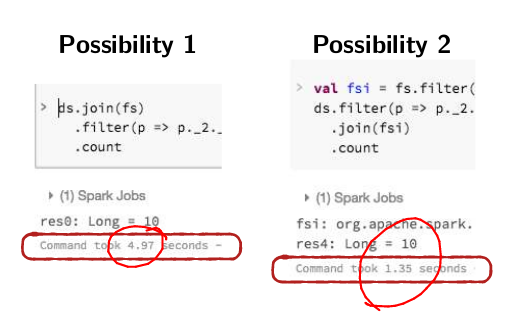 Possibility 1
> ds.join(fs)
.filter(p => p._2._
.count
(1) Spark Jobs
res0: Long = 10
Command took 4.97 seconds –
Possibility 2
> val fsi = fs.filter(
ds.filter(p => p._2.
.join(fsi)
.count
(1) Spark Jobs
fsi: org.apache.spark.
res4: Long = 10
Command took 1.35 seconds